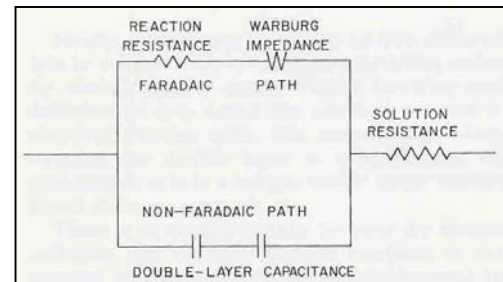 REACTION RESISTANCE
WARBURG IMPEDANCE
FARADAIC PATH
SOLUTION RESISTANCE
NON-FARADAIC PATH
DOUBLE-LAYER CAPACITANCE